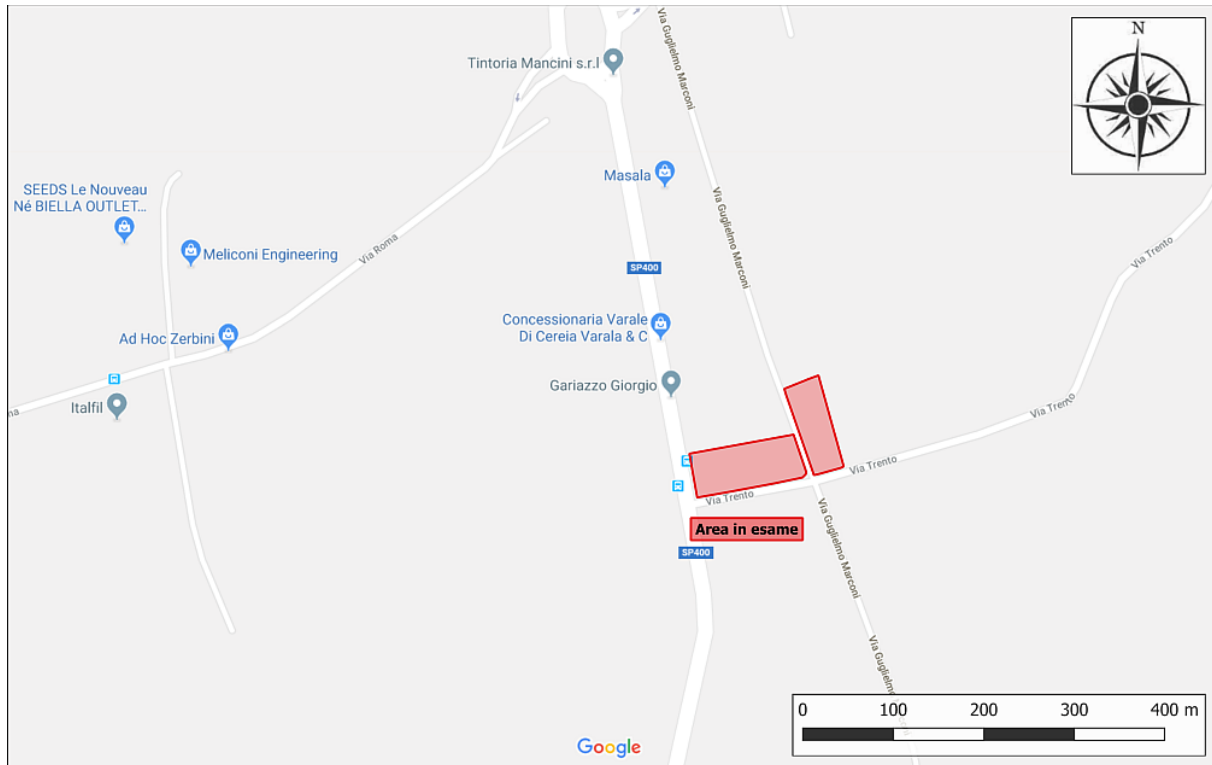 Via Guglielmo Marconi
N
Tintoria Mancini s.r.l
Masala
SEEDS Le Nouveau
Né BIELLA OUTLET...
Meliconi Engineering
Via Roma
Via Guglielmo Marconi
Via Trento
SP400
Concessionaria Varale
Di Cereia Varala & C
Ad Hoc Zerbini
Gariazzo Giorgio
Italfil
na
Via Trento
Via Trento
Via Trento
Area in esame
SP400
Via Guglielmo Marconi
Via Guglielmo Marconi
0 100 200 300 400 m
Google